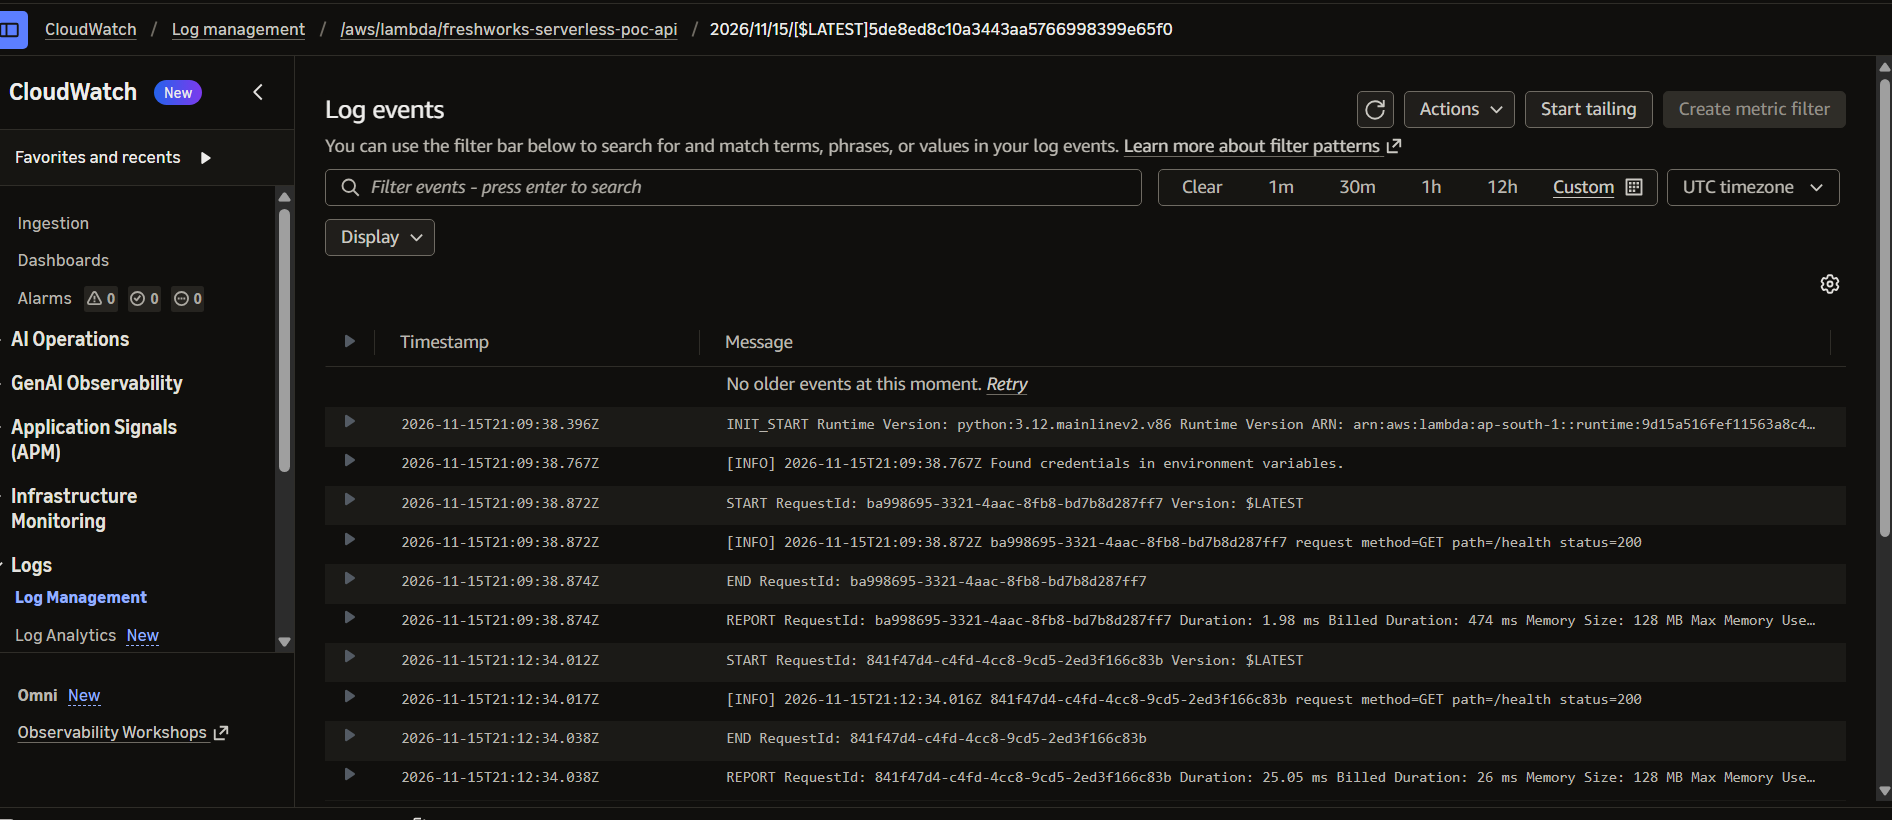 CloudWatch / Log management / /aws/lambda/freshworks-serverless-poc-api / 2026/11/15/[$LATEST]5de8ed8c10a3443aa5766998399e65f0
CloudWatch New
Favorites and recents
Ingestion
Dashboards
Alarms 0 0 0
AI Operations
GenAI Observability
Application Signals
(APM)
Infrastructure
Monitoring
Logs
Log Management
Log Analytics New
Omni New
Observability Workshops
Log events
Actions
Start tailing
Create metric filter
You can use the filter bar below to search for and match terms, phrases, or values in your log events. Learn more about filter patterns
Filter events - press enter to search
Clear 1m 30m 1h 12h Custom
UTC timezone
Display
Timestamp Message
No older events at this moment. Retry
2026-11-15T21:09:38.396Z INIT_START Runtime Version: python:3.12.mainlinev2.v86 Runtime Version ARN: arn:aws:lambda:ap-south-1::runtime:9d15a516fef11563a8c4…
2026-11-15T21:09:38.767Z [INFO] 2026-11-15T21:09:38.767Z Found credentials in environment variables.
2026-11-15T21:09:38.872Z START RequestId: ba998695-3321-4aac-8fb8-bd7b8d287ff7 Version: $LATEST
2026-11-15T21:09:38.872Z [INFO] 2026-11-15T21:09:38.872Z ba998695-3321-4aac-8fb8-bd7b8d287ff7 request method=GET path=/health status=200
2026-11-15T21:09:38.874Z END RequestId: ba998695-3321-4aac-8fb8-bd7b8d287ff7
2026-11-15T21:09:38.874Z REPORT RequestId: ba998695-3321-4aac-8fb8-bd7b8d287ff7 Duration: 1.98 ms Billed Duration: 474 ms Memory Size: 128 MB Max Memory Use…
2026-11-15T21:12:34.012Z START RequestId: 841f47d4-c4fd-4cc8-9cd5-2ed3f166c83b Version: $LATEST
2026-11-15T21:12:34.017Z [INFO] 2026-11-15T21:12:34.016Z 841f47d4-c4fd-4cc8-9cd5-2ed3f166c83b request method=GET path=/health status=200
2026-11-15T21:12:34.038Z END RequestId: 841f47d4-c4fd-4cc8-9cd5-2ed3f166c83b
2026-11-15T21:12:34.038Z REPORT RequestId: 841f47d4-c4fd-4cc8-9cd5-2ed3f166c83b Duration: 25.05 ms Billed Duration: 26 ms Memory Size: 128 MB Max Memory Use…